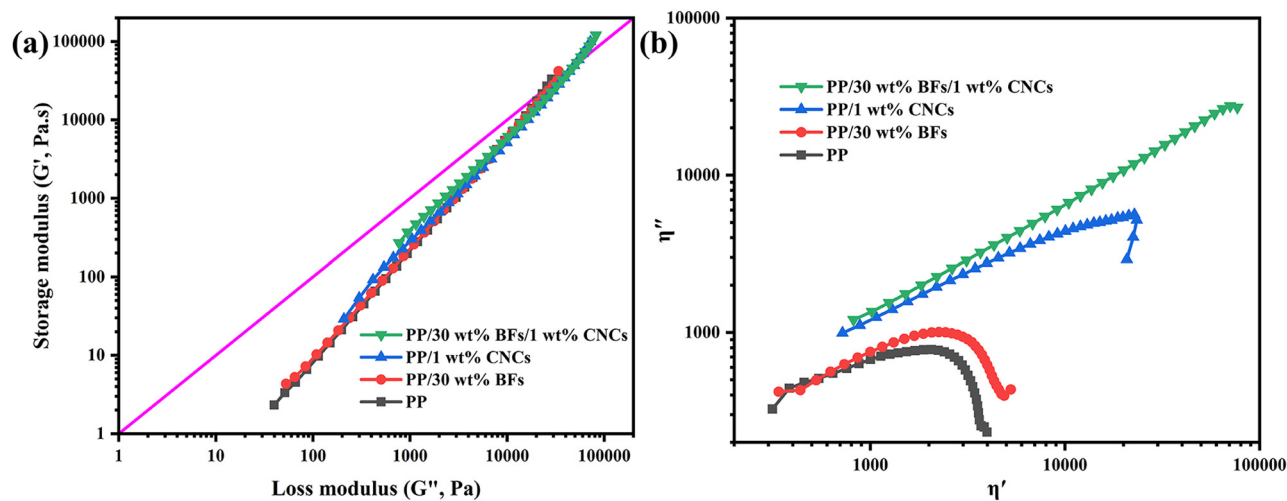 (a)
100000
10000
1000
100
10
1
Storage modulus (G', Pa.s)
PP/30 wt% BFs/1 wt% CNCs
PP/1 wt% CNCs
PP/30 wt% BFs
PP
1
10
100
1000
10000
100000
Loss modulus (G", Pa)
(b)
100000
10000
1000
η″
PP/30 wt% BFs/1 wt% CNCs
PP/1 wt% CNCs
PP/30 wt% BFs
PP
1000
10000
100000
η′